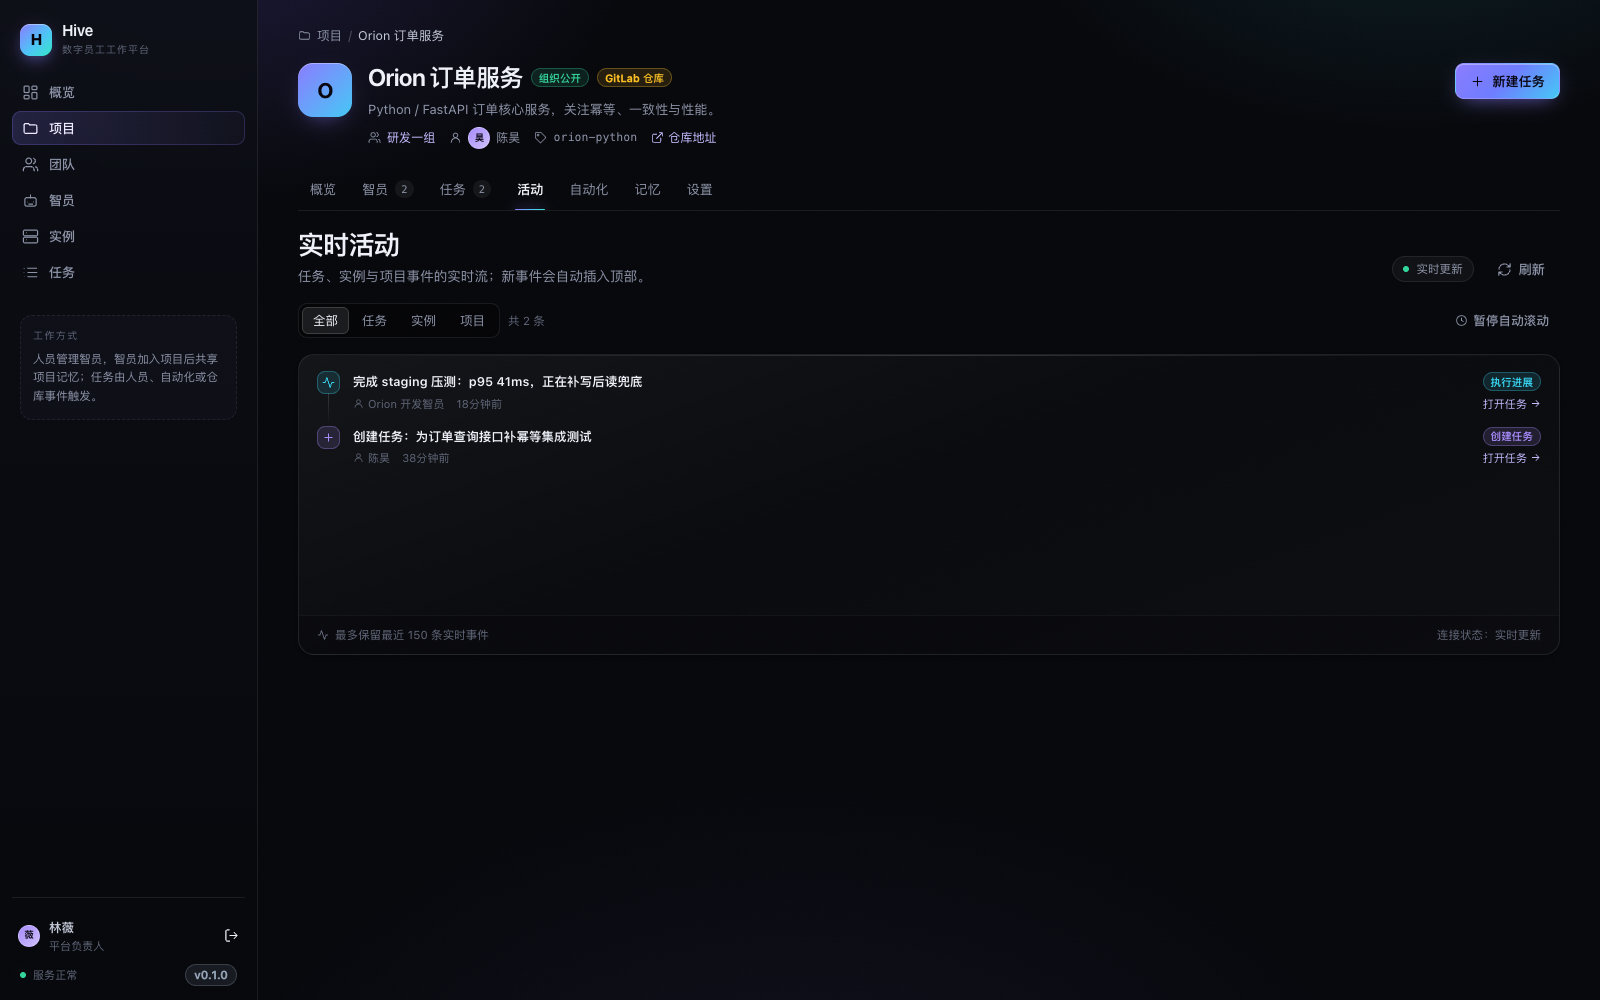 H
Hive
数字员工工作平台
概览
项目
团队
智员
实例
任务
工作方式
人员管理智员，智员加入项目后共享
项目记忆；任务由人员、自动化或仓
库事件触发。
薇
林薇
平台负责人
服务正常
v0.1.0
项目 / Orion 订单服务
O
Orion 订单服务 组织公开 GitLab 仓库
Python / FastAPI 订单核心服务，关注幂等、一致性与性能。
研发一组 昊 陈昊 orion-python 仓库地址
新建任务
概览 智员 2 任务 2 活动 自动化 记忆 设置
实时活动
任务、实例与项目事件的实时流；新事件会自动插入顶部。
实时更新 刷新
全部 任务 实例 项目 共 2 条
暂停自动滚动
完成 staging 压测：p95 41ms，正在补写后读兜底
执行进展
Orion 开发智员 18分钟前
打开任务 →
创建任务：为订单查询接口补幂等集成测试
创建任务
陈昊 38分钟前
打开任务 →
最多保留最近 150 条实时事件
连接状态：实时更新